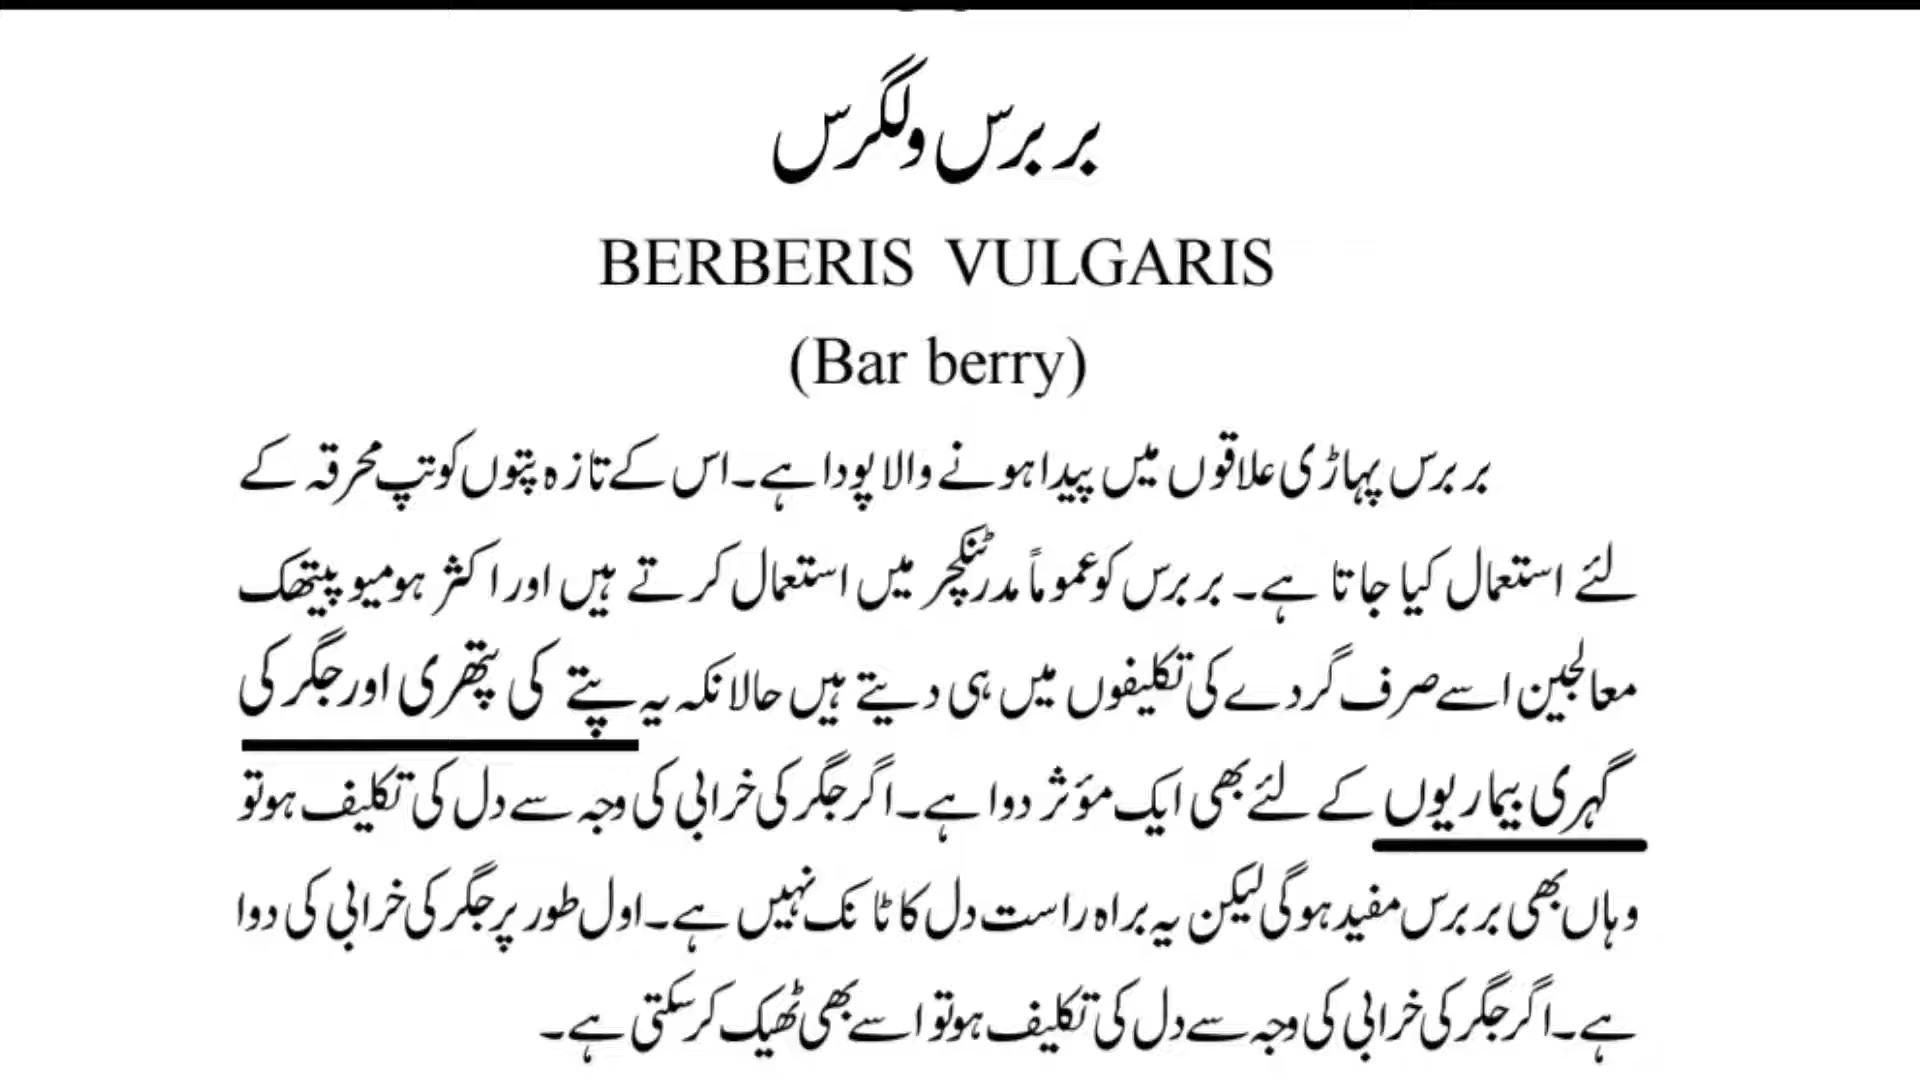 بربرس ولگرس
BERBERIS VULGARIS
(Bar berry)
بربرس پہاڑی علاقوں میں پیدا ہونے والا پودا ہے۔ اس کے تازہ پتوں کو تپ محرقہ کے
لئے استعمال کیا جاتا ہے۔ بربرس کو عموماً مدرٹنکچر میں استعمال کرتے ہیں اور اکثر ہومیو پیتھک
معالجین اسے صرف گردے کی تکلیفوں میں ہی دیتے ہیں حالانکہ یہ پتے کی پتھری اور جگر کی
گہری بیماریوں کے لئے بھی ایک مؤثر دوا ہے۔ اگر جگر کی خرابی کی وجہ سے دل کی تکلیف ہو تو
وہاں بھی بربرس مفید ہو گی لیکن یہ براہ راست دل کا ٹانک نہیں ہے۔ اول طور پر جگر کی خرابی کی دوا
ہے۔ اگر جگر کی خرابی کی وجہ سے دل کی تکلیف ہو تو اسے بھی ٹھیک کر سکتی ہے۔